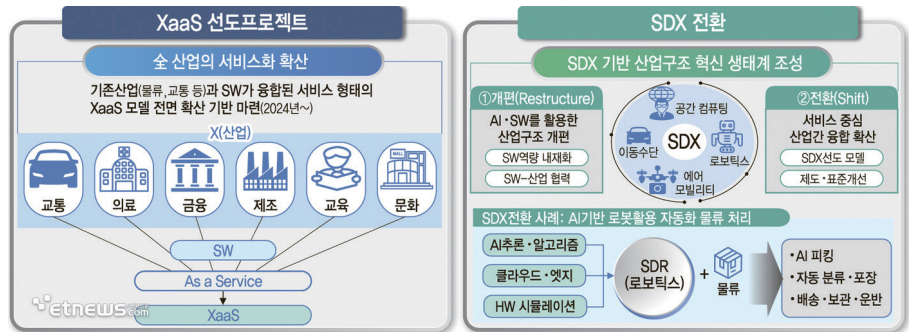 XaaS 선도프로젝트
全 산업의 서비스화 확산
기존산업(물류,교통 등)과 SW가 융합된 서비스 형태의
XaaS 모델 전면 확산 기반 마련(2024년~)
X(산업)
교통
의료
금융
제조
MALL
교육
문화
SW
As a Service
XaaS
etnews.com
SDX 전환
SDX 기반 산업구조 혁신 생태계 조성
①개편(Restructure)
AI·SW를 활용한
산업구조 개편
SW역량 내재화
SW-산업 협력
공간 컴퓨팅
이동수단
SDX
로보틱스
에어
모빌리티
②전환(Shift)
서비스 중심
산업간 융합 확산
SDX선도 모델
제도·표준개선
SDX전환 사례: AI기반 로봇활용 자동화 물류 처리
AI추론·알고리즘
클라우드·엣지
HW 시뮬레이션
SDR
(로보틱스)
+
물류
·AI 피킹
·자동 분류·포장
·배송·보관·운반